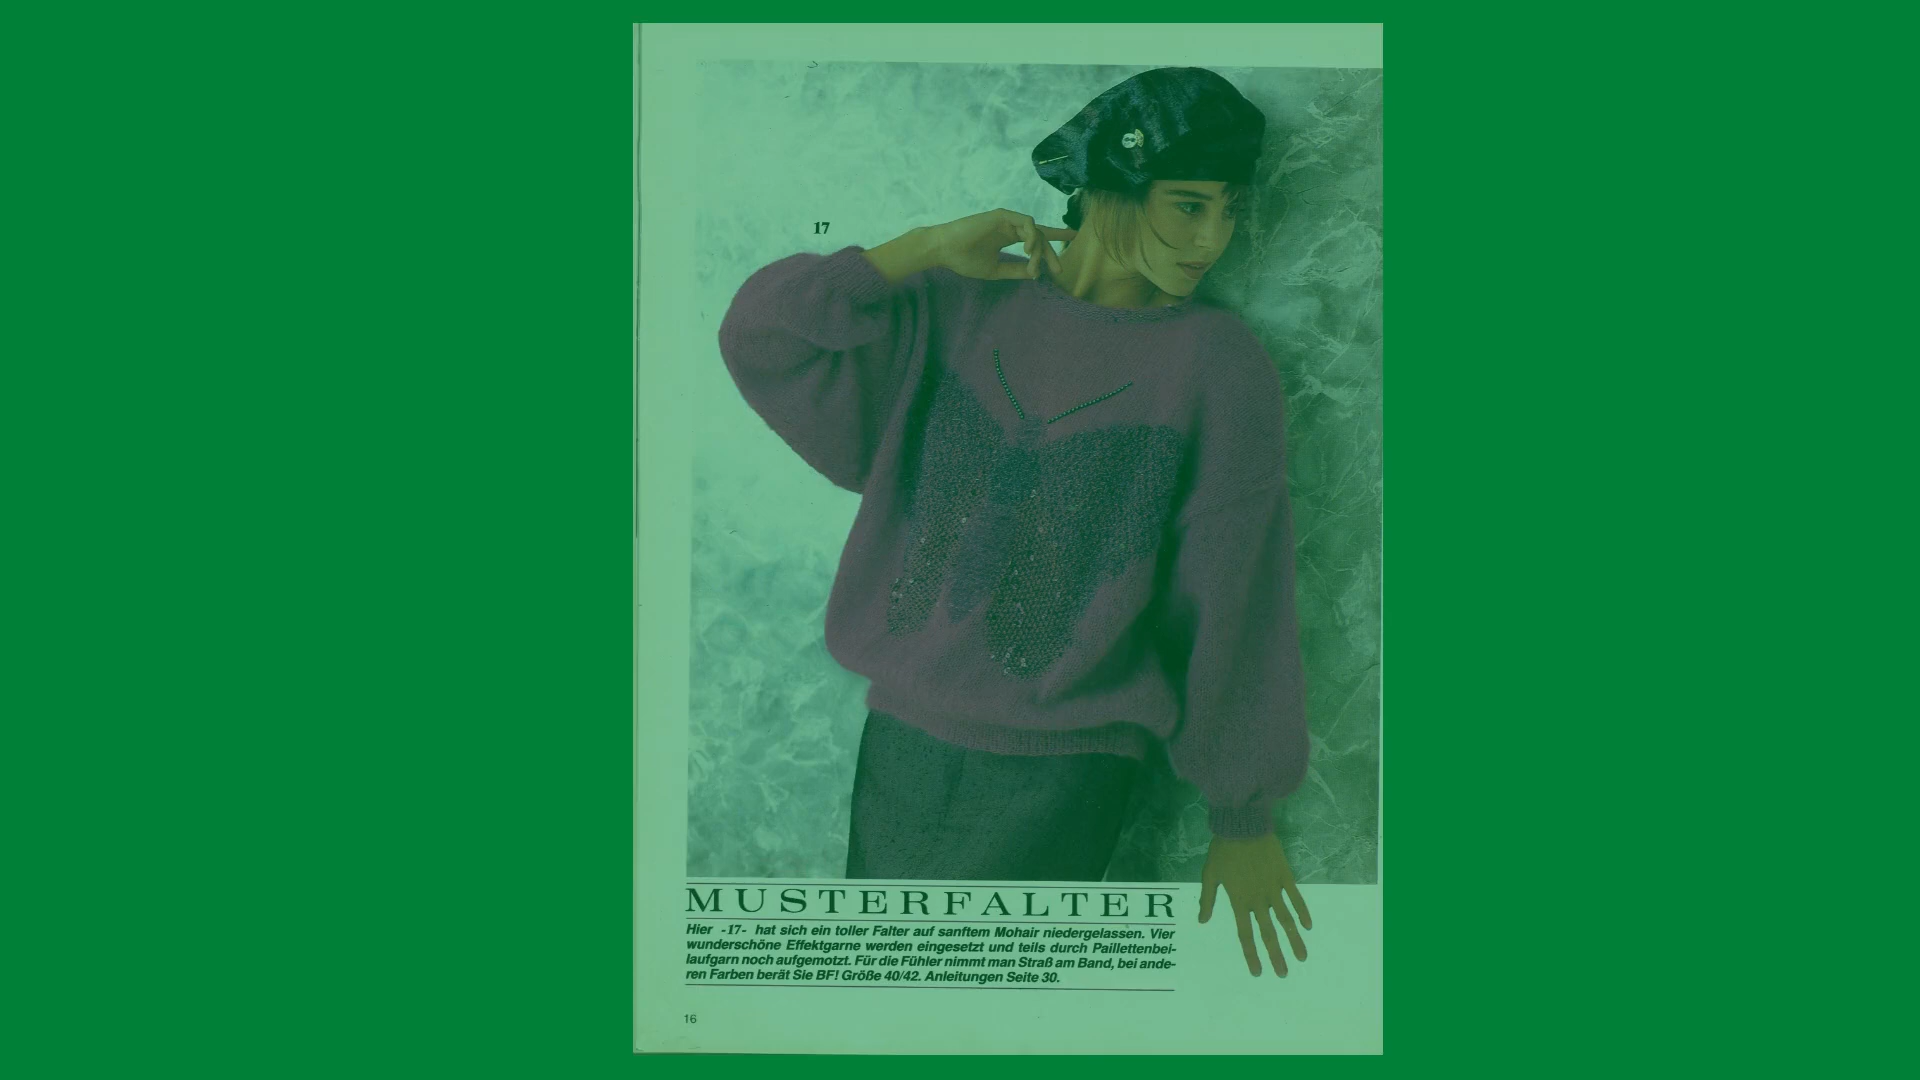 17
MUSTERFALTER
Hier -17- hat sich ein toller Falter auf sanftem Mohair niedergelassen. Vier
wunderschöne Effektgarne werden eingesetzt und teils durch Paillettenbei-
laufgarn noch aufgemotzt. Für die Fühler nimmt man Straß am Band, bei ande-
ren Farben berät Sie BF! Größe 40/42. Anleitungen Seite 30.
16